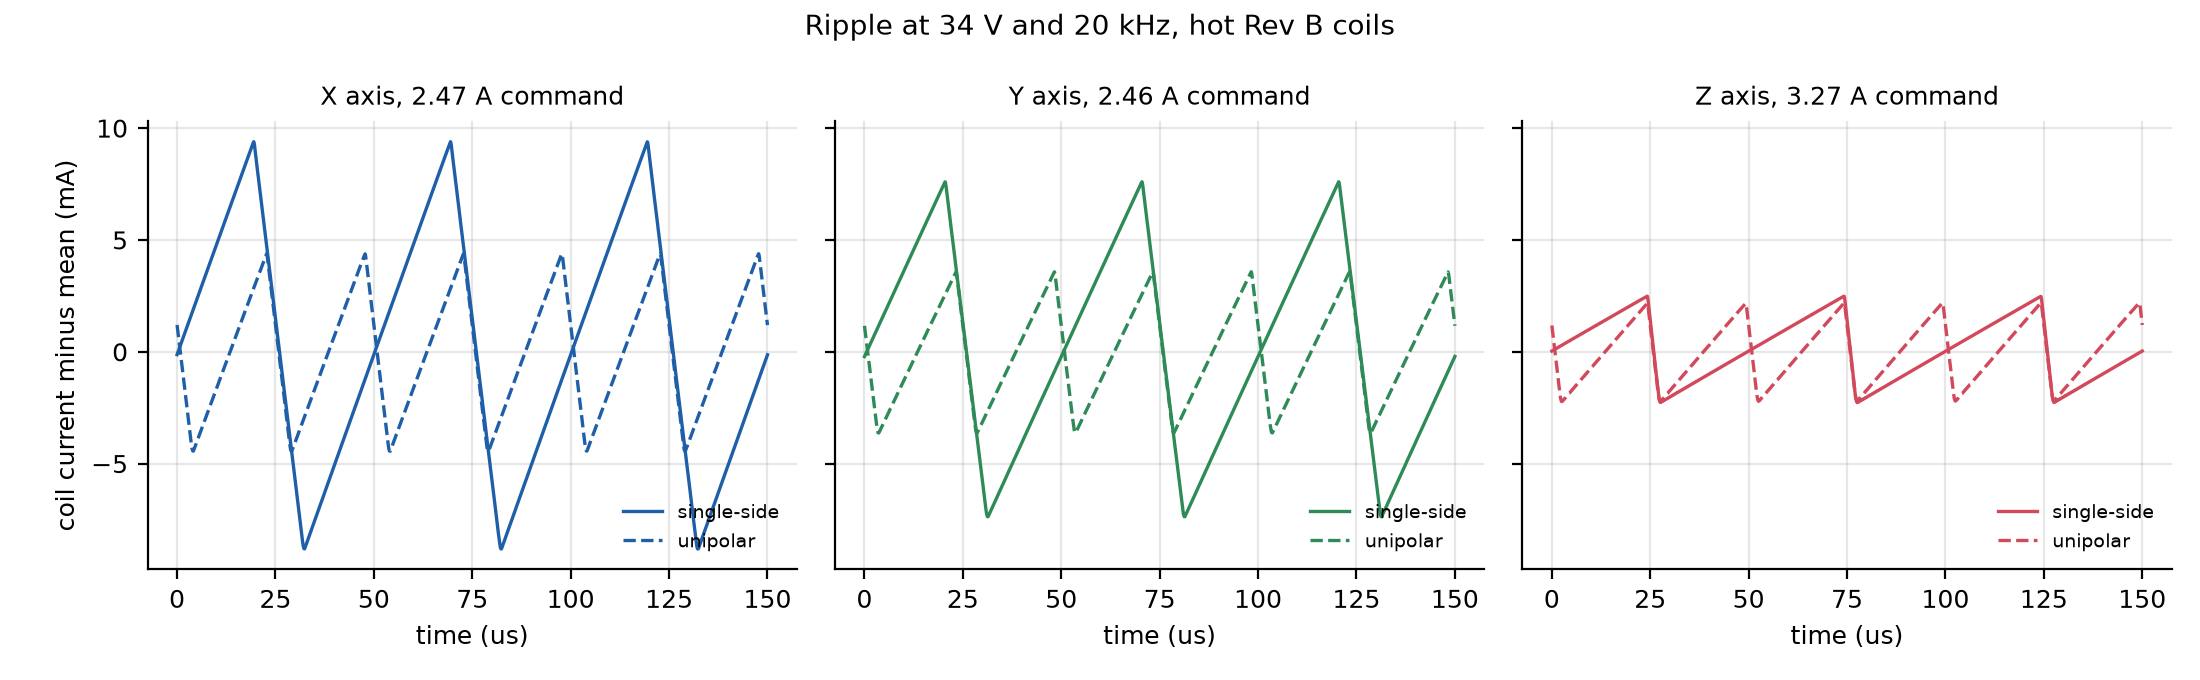 Ripple at 34 V and 20 kHz, hot Rev B coils
X axis, 2.47 A command
Y axis, 2.46 A command
Z axis, 3.27 A command
coil current minus mean (mA)
10
5
0
−5
single-side
unipolar
single-side
unipolar
single-side
unipolar
0 25 50 75 100 125 150
0 25 50 75 100 125 150
0 25 50 75 100 125 150
time (us)
time (us)
time (us)